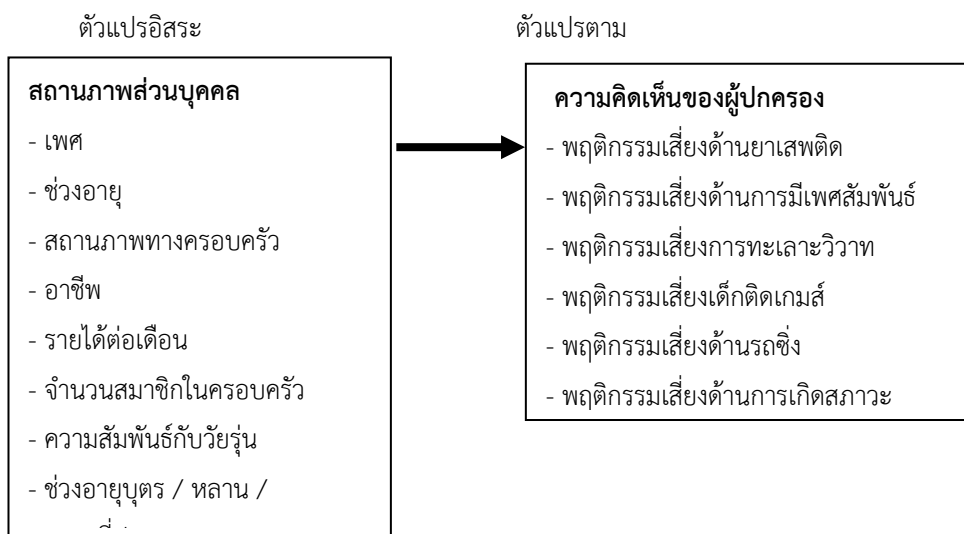 ตัวแปรอิสระ
ตัวแปรตาม
สถานภาพส่วนบุคคล
- เพศ
- ช่วงอายุ
- สถานภาพทางครอบครัว
- อาชีพ
- รายได้ต่อเดือน
- จำนวนสมาชิกในครอบครัว
- ความสัมพันธ์กับวัยรุ่น
- ช่วงอายุบุตร / หลาน /
ความคิดเห็นของผู้ปกครอง
- พฤติกรรมเสี่ยงด้านยาเสพติด
- พฤติกรรมเสี่ยงด้านการมีเพศสัมพันธ์
- พฤติกรรมเสี่ยงการทะเลาะวิวาท
- พฤติกรรมเสี่ยงเด็กติดเกมส์
- พฤติกรรมเสี่ยงด้านรถซิ่ง
- พฤติกรรมเสี่ยงด้านการเกิดสภาวะ